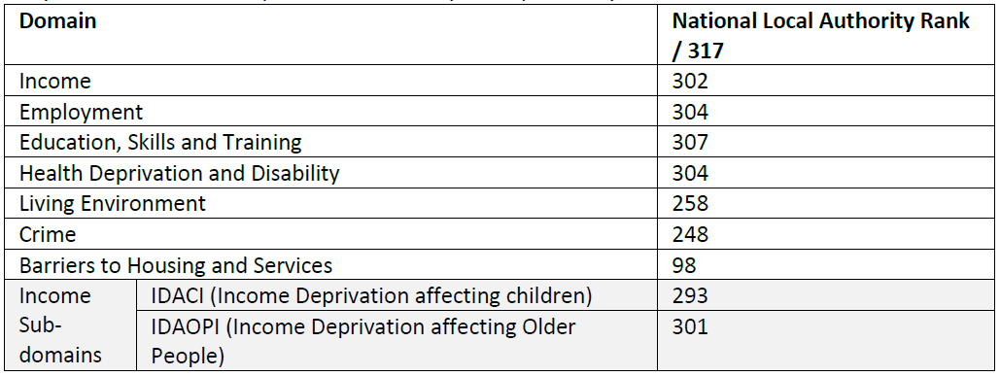 Domain National Local Authority Rank
/ 317
Income 302
Employment 304
Education, Skills and Training 307
Health Deprivation and Disability 304
Living Environment 258
Crime 248
Barriers to Housing and Services 98
Income IDACI (Income Deprivation affecting children) 293
Sub- IDAOPI (Income Deprivation affecting Older 301
domains People)